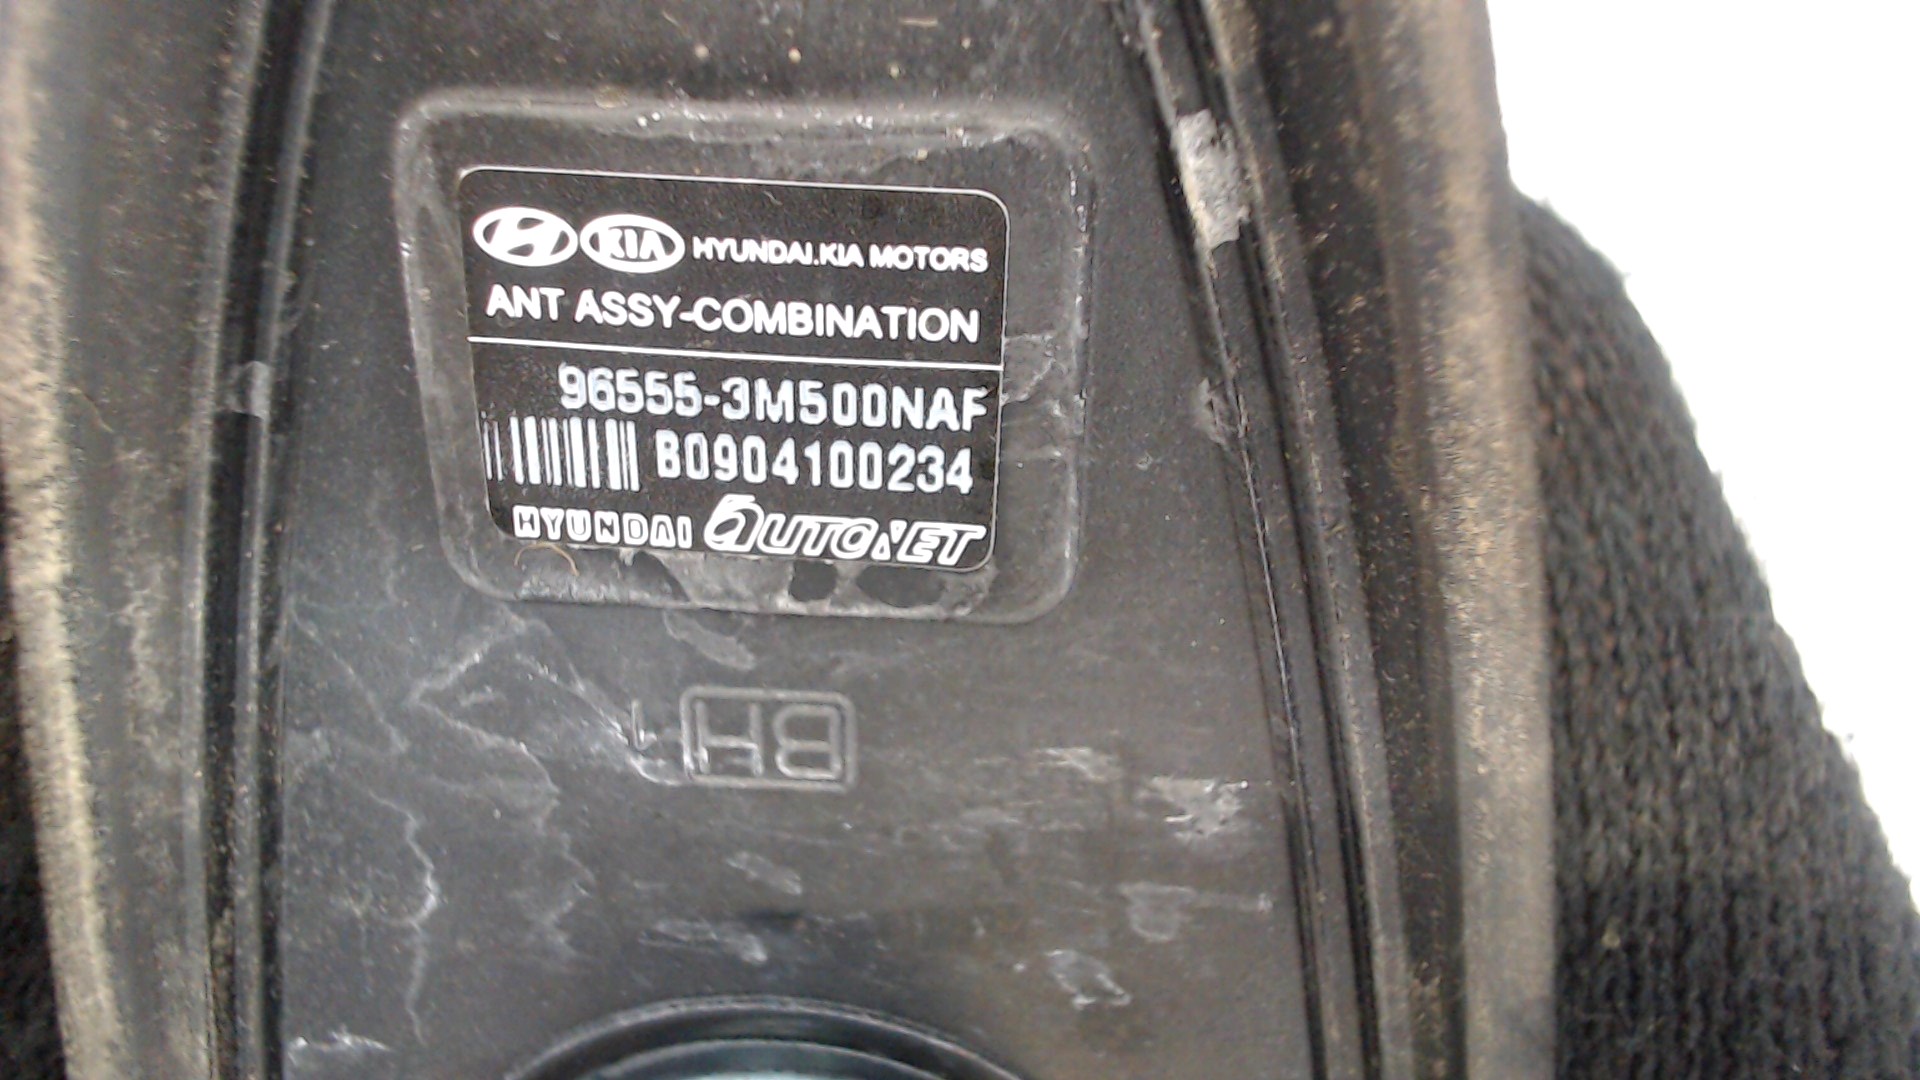 KIA HYUNDAI.KIA MOTORS
ANT ASSY-COMBINATION
96555-3M500NAF
B0904100234
HYUNDAI AUTONET
BH